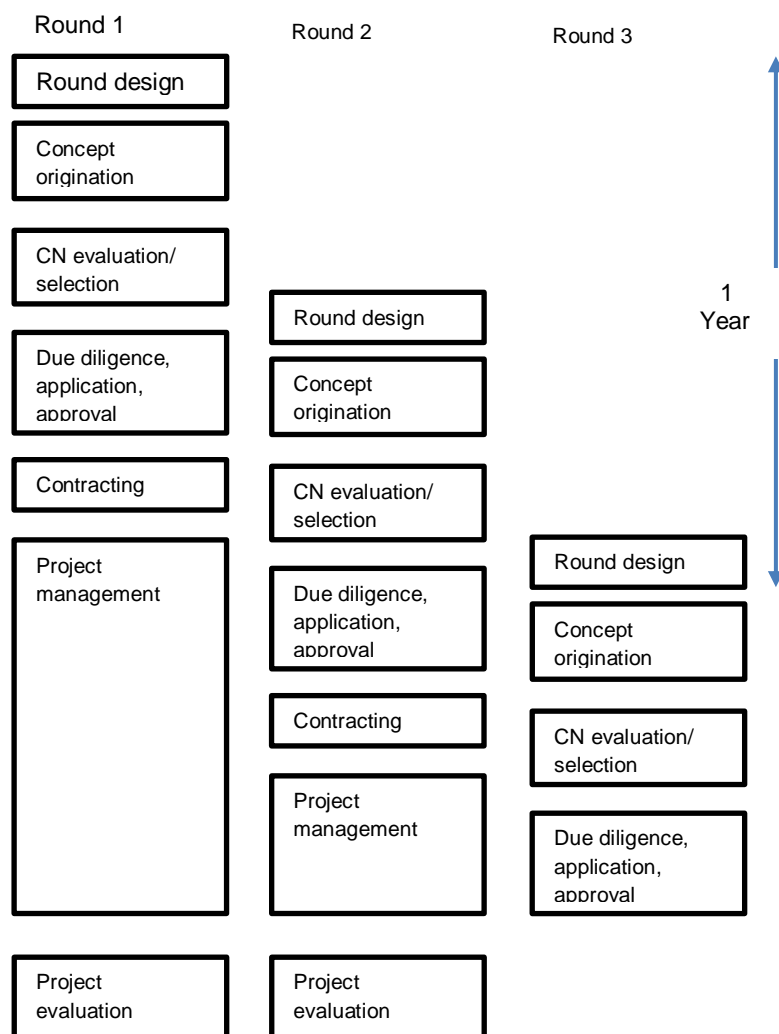 Round 1
Round design
Concept
origination
CN evaluation/
selection
Due diligence,
application,
approval
Contracting
Project
management
Project
evaluation
Round 2
Round design
Concept
origination
CN evaluation/
selection
Due diligence,
application,
approval
Contracting
Project
management
Project
evaluation
Round 3
Round design
Concept
origination
CN evaluation/
selection
Due diligence,
application,
approval
1
Year